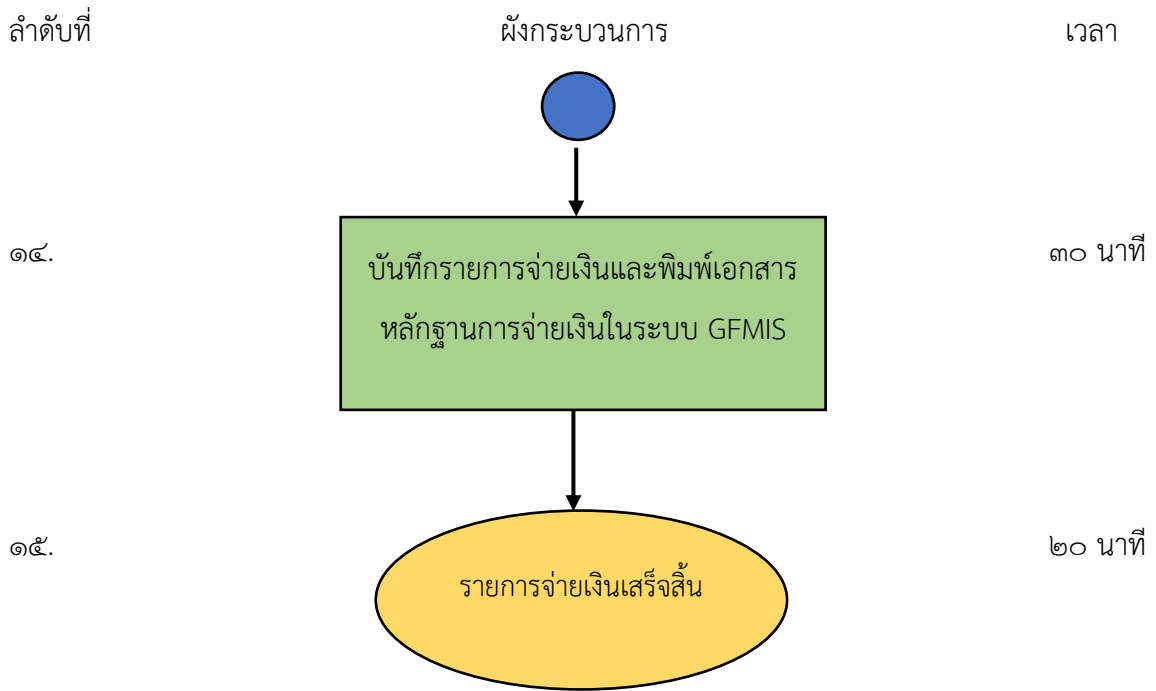 ลำดับที่ ผังกระบวนการ เวลา
๑๔. บันทึกรายการจ่ายเงินและพิมพ์เอกสาร ๓๐ นาที
หลักฐานการจ่ายเงินในระบบ GFMIS
๑๕. รายการจ่ายเงินเสร็จสิ้น ๒๐ นาที